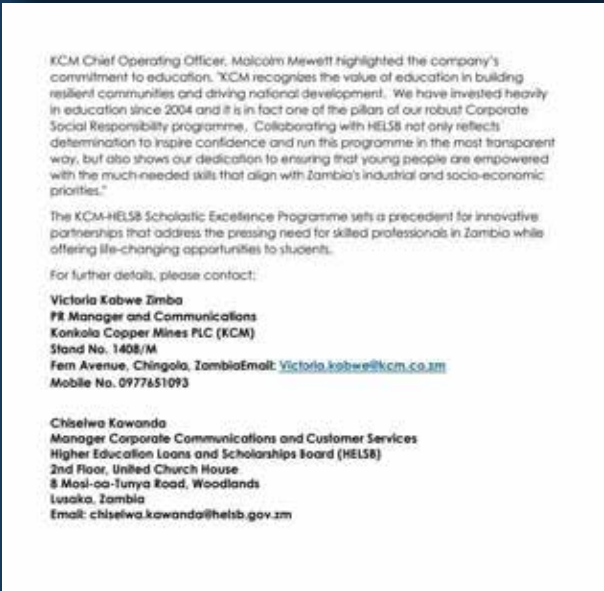 KCM Chief Operating Officer, Malcolm Mewett highlighted the company's
commitment to education. "KCM recognizes the value of education in building
resilient communities and driving national development. We have invested heavily
in education since 2004 and it is in fact one of the pillars of our robust Corporate
Social Responsibility programme. Collaborating with HELSB not only reflects
determination to inspire confidence and run this programme in the most transparent
way, but also shows our dedication to ensuring that young people are empowered
with the much-needed skills that align with Zambia's industrial and socio-economic
priorities."
The KCM-HELSB Scholastic Excellence Programme sets a precedent for innovative
partnerships that address the pressing need for skilled professionals in Zambia while
offering life-changing opportunities to students.
For further details, please contact:
Victoria Kabwe Zimba
PR Manager and Communications
Konkola Copper Mines PLC (KCM)
Stand No. 1408/M
Fern Avenue, Chingola, ZambiaEmail: Victoria.kabwe@kcm.co.zm
Mobile No. 0977651093
Chiselwa Kawanda
Manager Corporate Communications and Customer Services
Higher Education Loans and Scholarships Board (HELSB)
2nd Floor, United Church House
8 Mosi-oa-Tunya Road, Woodlands
Lusaka, Zambia
Email: chiselwa.kawanda@helsb.gov.zm